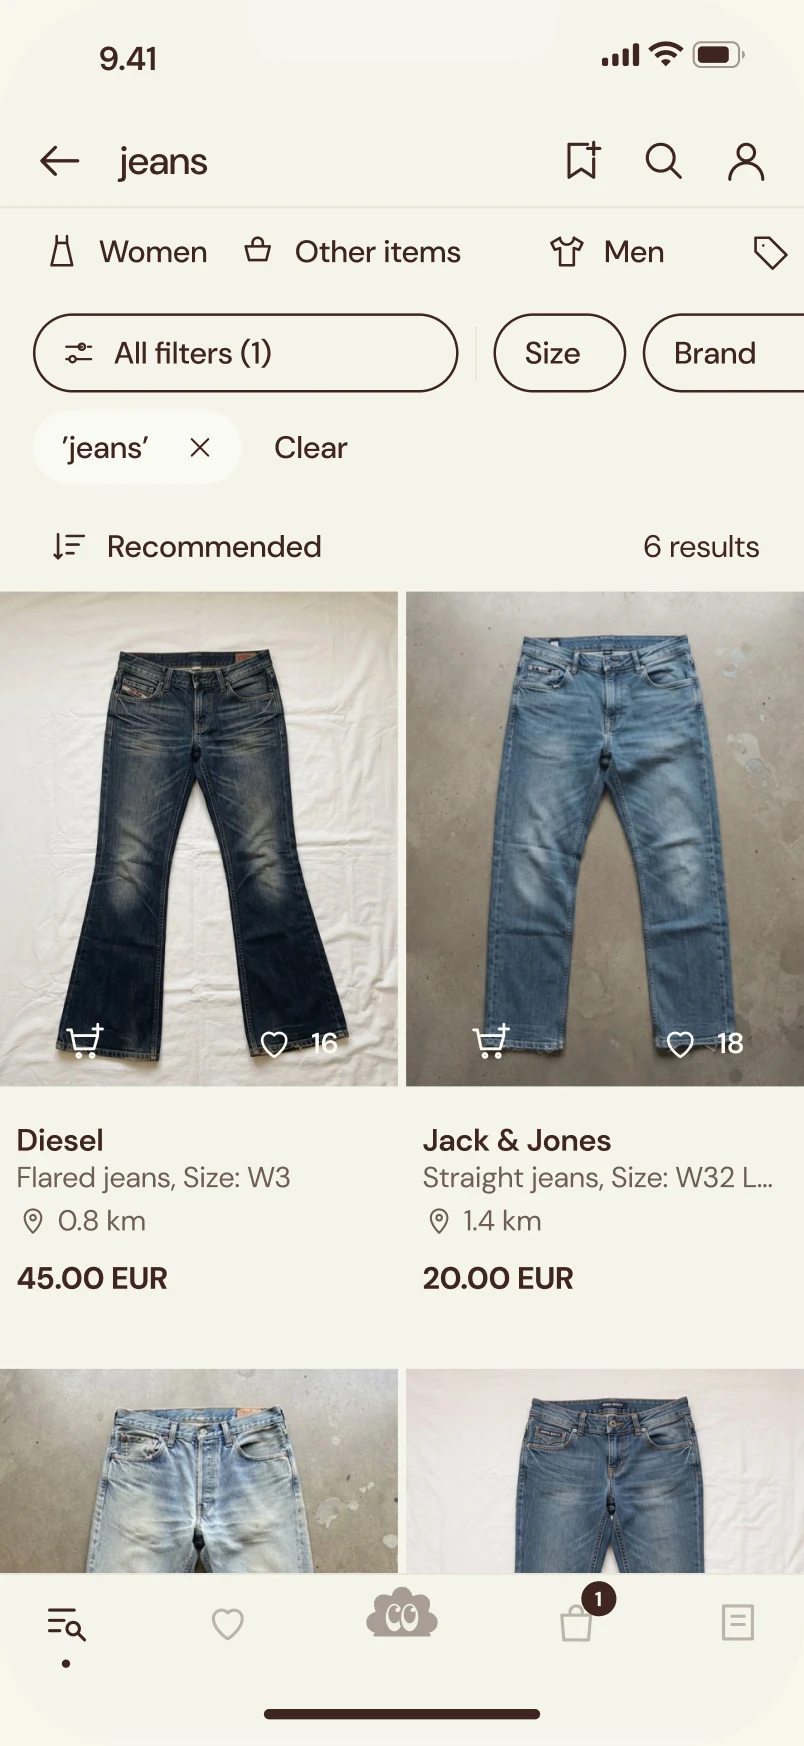 9.41
jeans
Women
Other items
Men
All filters (1)
Size
Brand
’jeans’
Clear
Recommended
6 results
16
18
Diesel
Flared jeans, Size: W3
0.8 km
45.00 EUR
Jack & Jones
Straight jeans, Size: W32 L...
1.4 km
20.00 EUR
CO
1